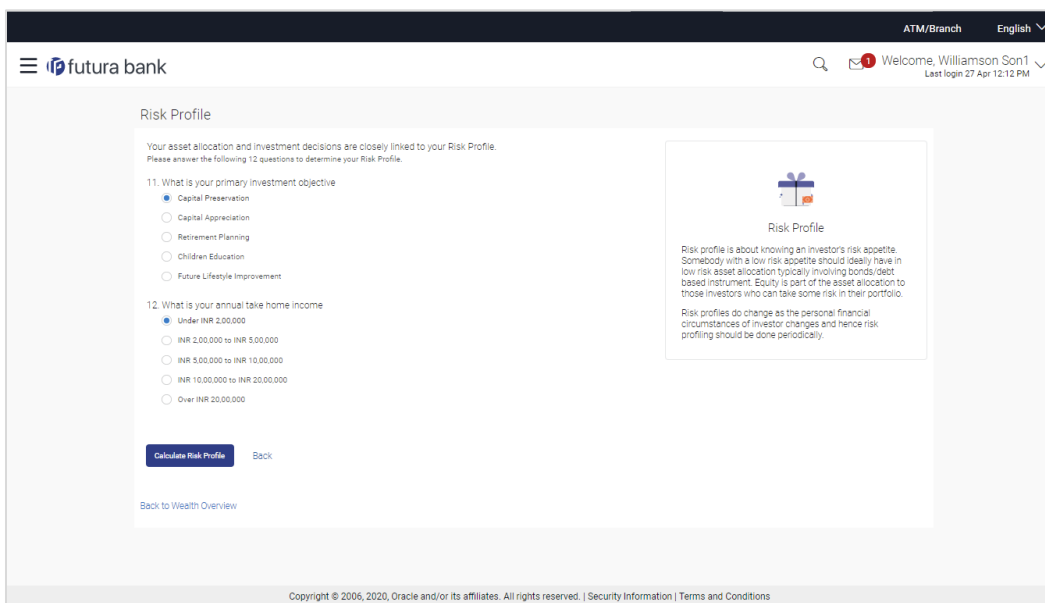 ATM/Branch English
futura bank
1 Welcome, Williamson Son1
Last login 27 Apr 12:12 PM
Risk Profile
Your asset allocation and investment decisions are closely linked to your Risk Profile.
Please answer the following 12 questions to determine your Risk Profile.
11. What is your primary investment objective
Capital Preservation
Capital Appreciation
Retirement Planning
Children Education
Future Lifestyle Improvement
12. What is your annual take home income
Under INR 2,00,000
INR 2,00,000 to INR 5,00,000
INR 5,00,000 to INR 10,00,000
INR 10,00,000 to INR 20,00,000
Over INR 20,00,000
Calculate Risk Profile Back
Back to Wealth Overview
Risk Profile
Risk profile is about knowing an investor's risk appetite.
Somebody with a low risk appetite should ideally have in
low risk asset allocation typically involving bonds/debt
based instrument. Equity is part of the asset allocation to
those investors who can take some risk in their portfolio.
Risk profiles do change as the personal financial
circumstances of investor changes and hence risk
profiling should be done periodically.
Copyright © 2006, 2020, Oracle and/or its affiliates. All rights reserved. | Security Information | Terms and Conditions